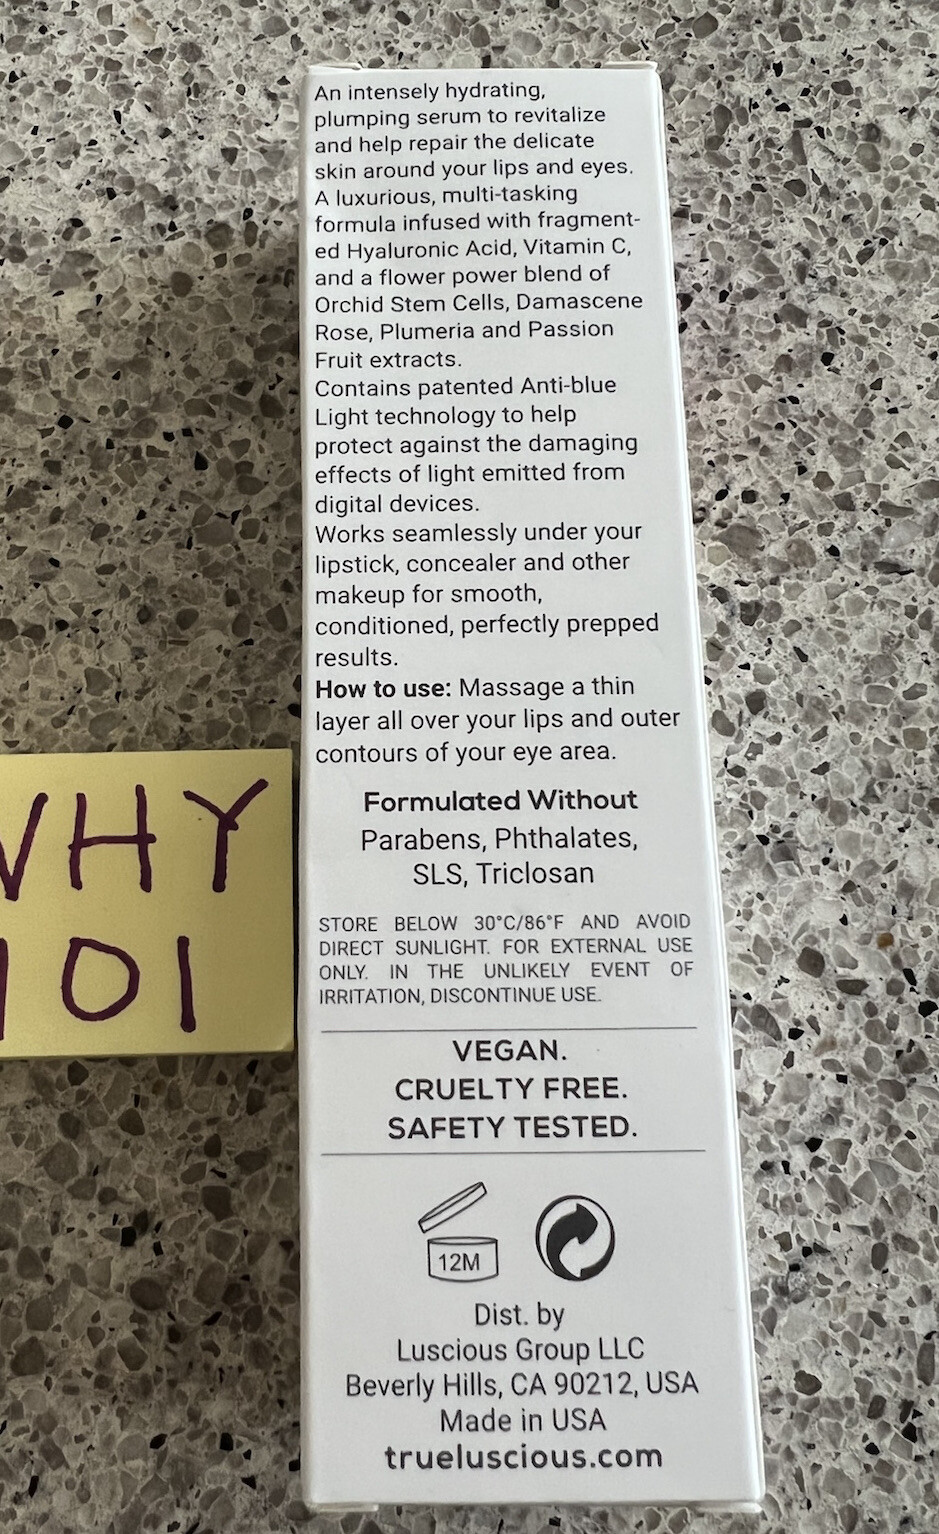 An intensely hydrating,
plumping serum to revitalize
and help repair the delicate
skin around your lips and eyes.
A luxurious, multi-tasking
formula infused with fragment-
ed Hyaluronic Acid, Vitamin C,
and a flower power blend of
Orchid Stem Cells, Damascene
Rose, Plumeria and Passion
Fruit extracts.
Contains patented Anti-blue
Light technology to help
protect against the damaging
effects of light emitted from
digital devices.
Works seamlessly under your
lipstick, concealer and other
makeup for smooth,
conditioned, perfectly prepped
results.
How to use: Massage a thin
layer all over your lips and outer
contours of your eye area.
Formulated Without
Parabens, Phthalates,
SLS, Triclosan
STORE BELOW 30°C/86°F AND AVOID
DIRECT SUNLIGHT. FOR EXTERNAL USE
ONLY. IN THE UNLIKELY EVENT OF
IRRITATION, DISCONTINUE USE.
VEGAN.
CRUELTY FREE.
SAFETY TESTED.
12M
Dist. by
Luscious Group LLC
Beverly Hills, CA 90212, USA
Made in USA
trueluscious.com
WHY
101